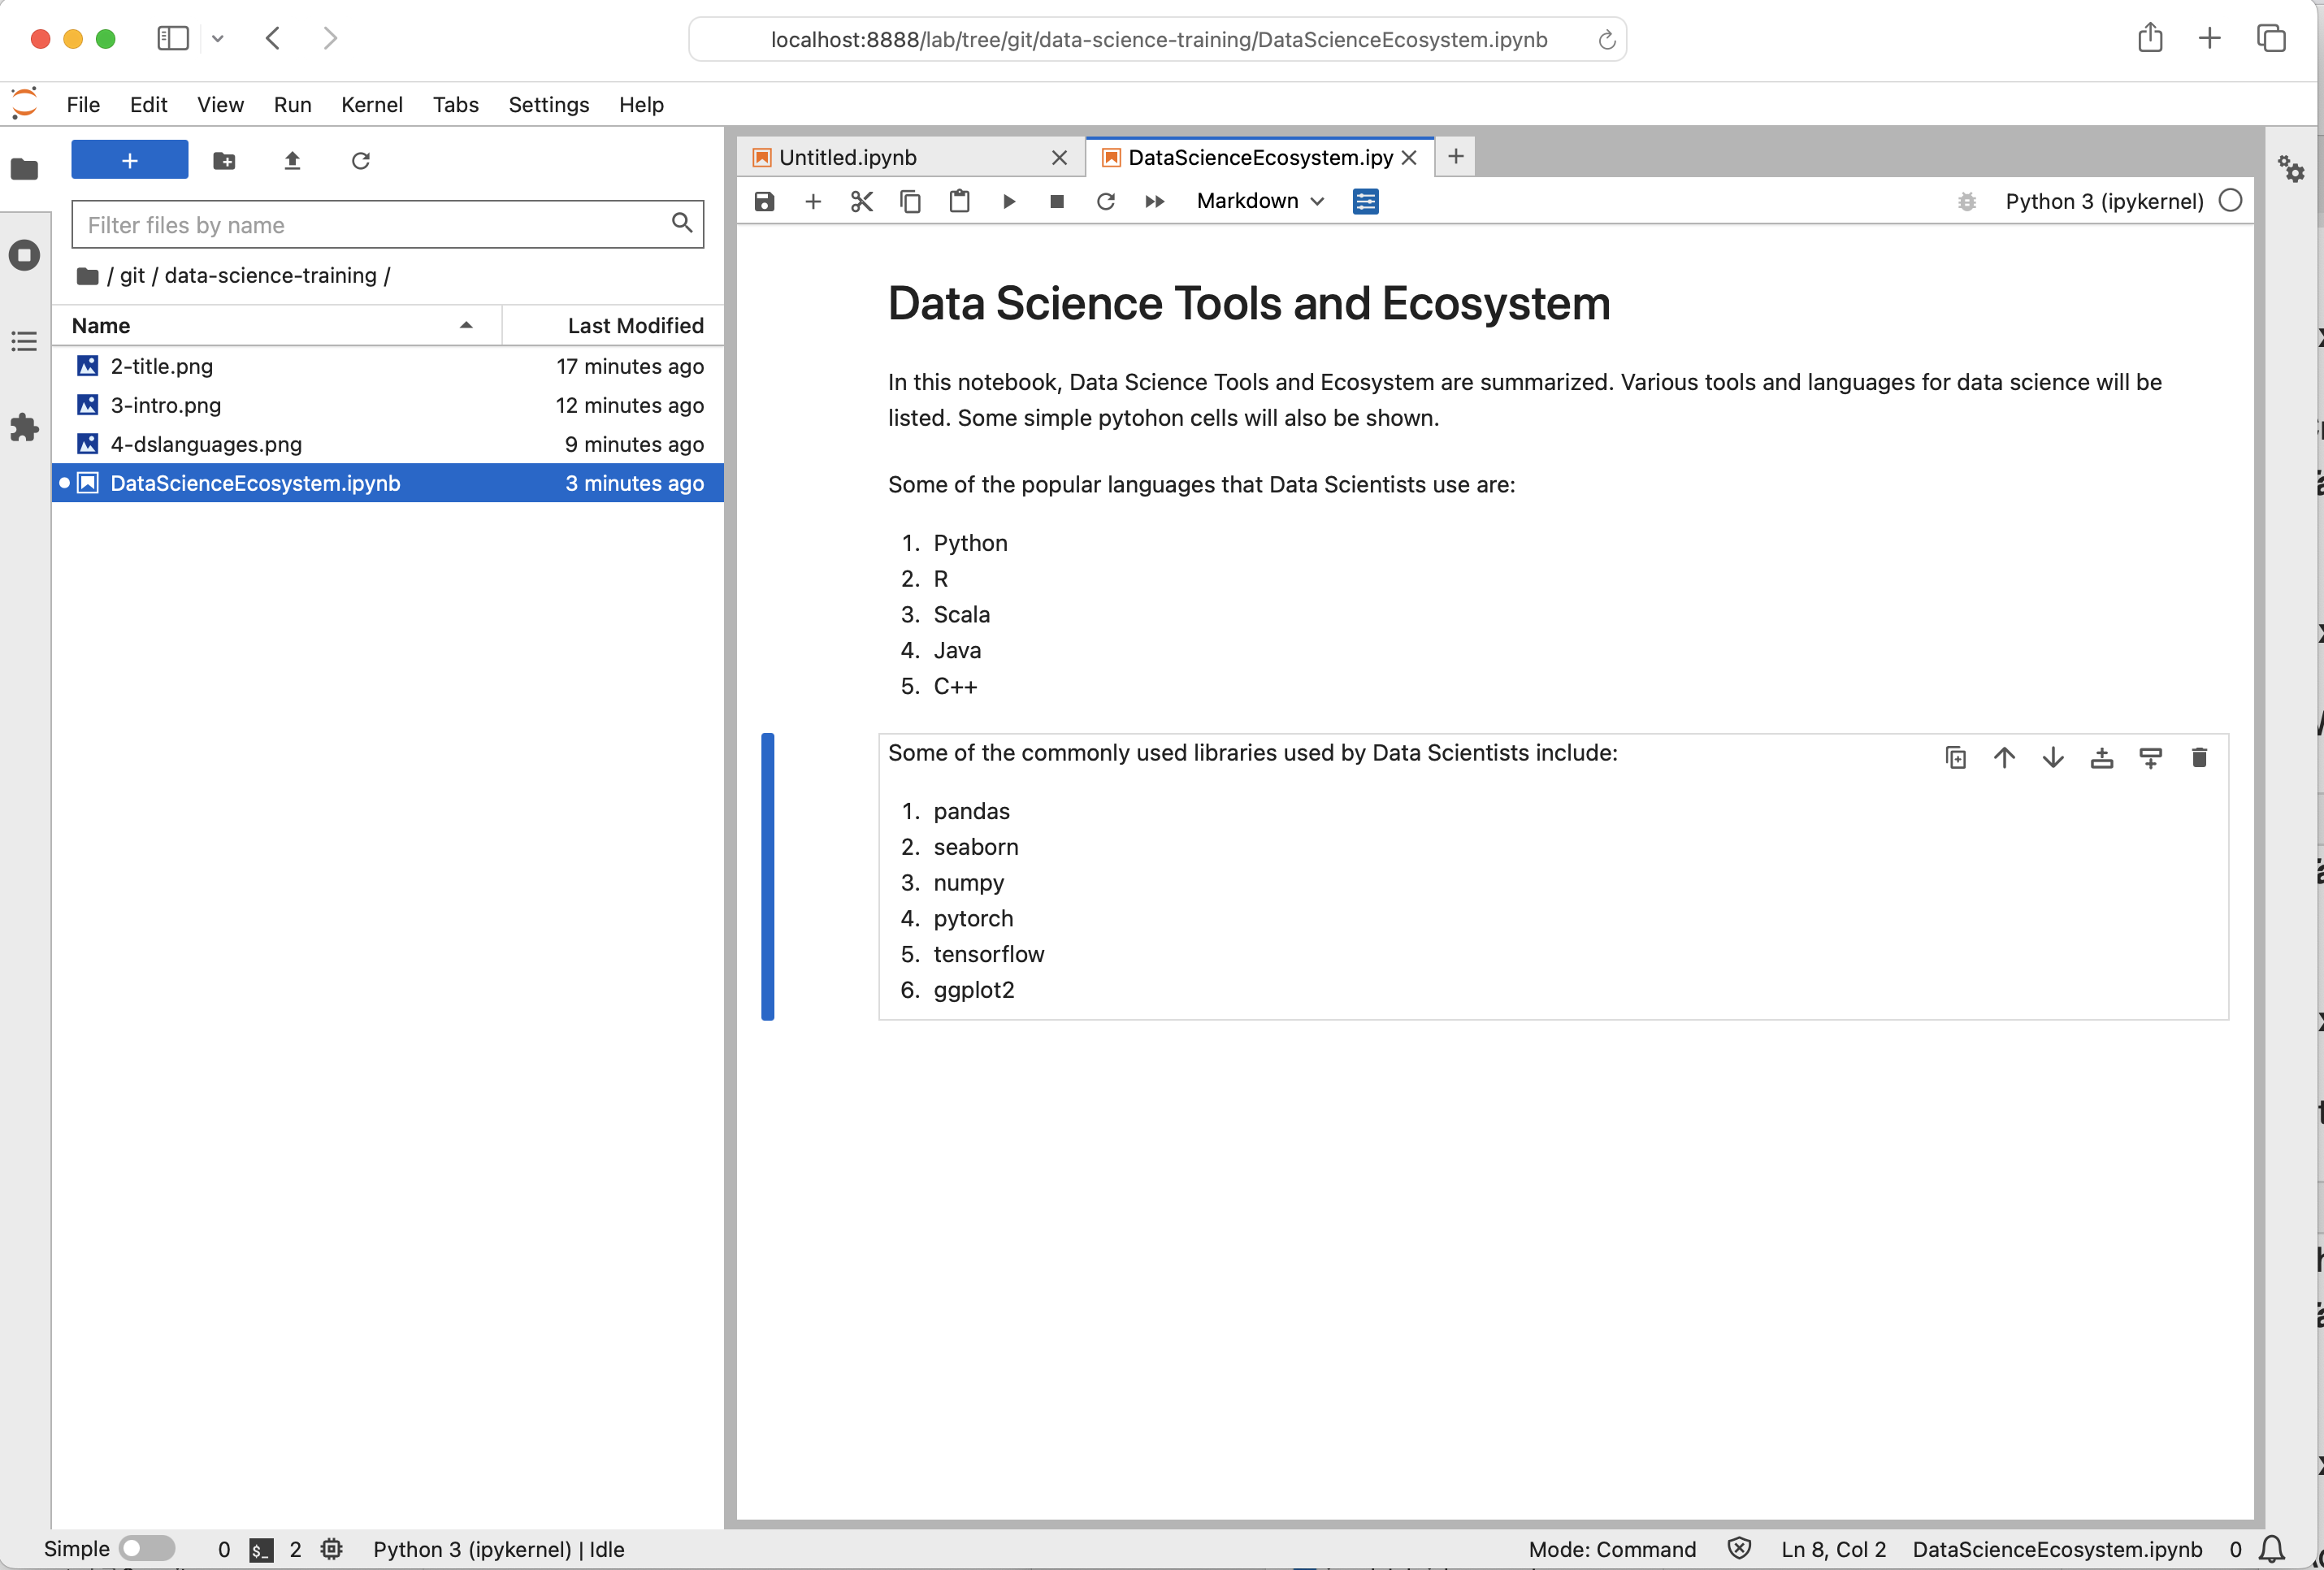 localhost:8888/lab/tree/git/data-science-training/DataScienceEcosystem.ipynb
File Edit View Run Kernel Tabs Settings Help
Filter files by name
/ git / data-science-training /
Name Last Modified
2-title.png 17 minutes ago
3-intro.png 12 minutes ago
4-dslanguages.png 9 minutes ago
DataScienceEcosystem.ipynb 3 minutes ago
Untitled.ipynb DataScienceEcosystem.ipy
Markdown Python 3 (ipykernel)
Data Science Tools and Ecosystem
In this notebook, Data Science Tools and Ecosystem are summarized. Various tools and languages for data science will be
listed. Some simple pytohon cells will also be shown.
Some of the popular languages that Data Scientists use are:
1. Python
2. R
3. Scala
4. Java
5. C++
Some of the commonly used libraries used by Data Scientists include:
1. pandas
2. seaborn
3. numpy
4. pytorch
5. tensorflow
6. ggplot2
Simple 0 $_ 2 Python 3 (ipykernel) | Idle Mode: Command Ln 8, Col 2 DataScienceEcosystem.ipynb 0